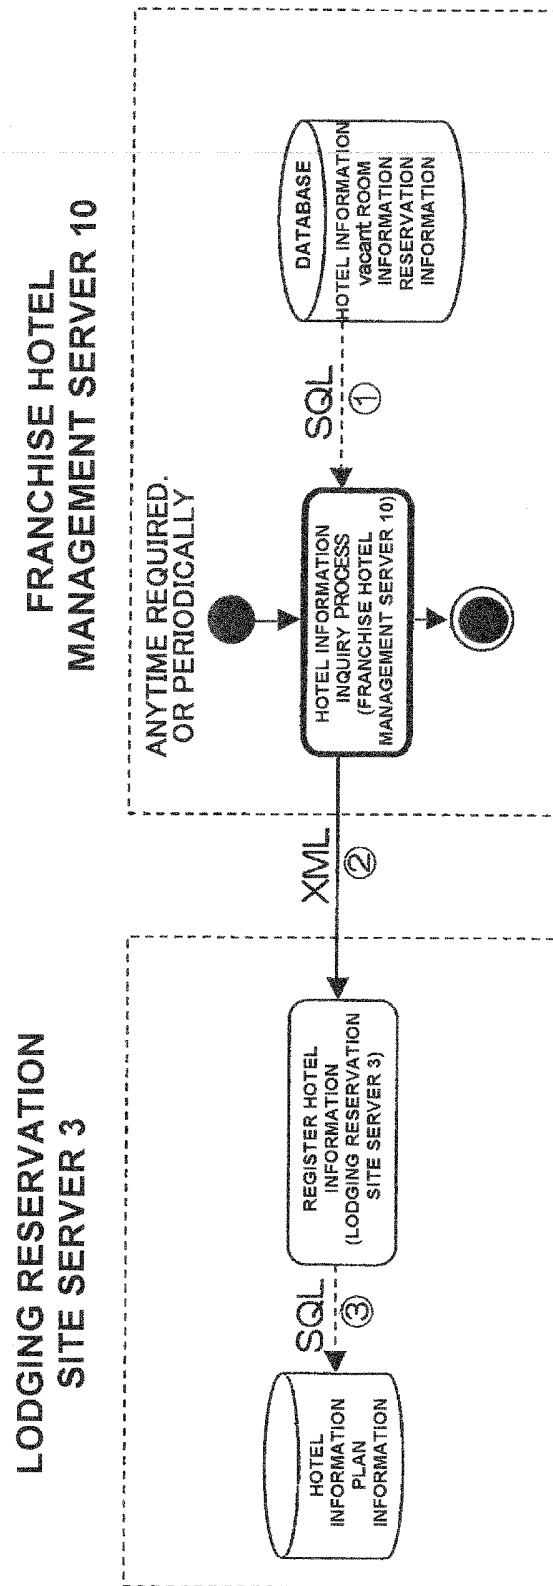 LODGING RESERVATION
SITE SERVER 3
FRANCHISE HOTEL
MANAGEMENT SERVER 10
ANYTIME REQUIRED.
OR PERIODICALLY
HOTEL
INFORMATION
PLAN
INFORMATION
SQL
③
REGISTER HOTEL
INFORMATION
(LODGING RESERVATION
SITE SERVER 3)
XML
②
HOTEL INFORMATION
INQUIRY PROCESS
(FRANCHISE HOTEL
MANAGEMENT SERVER 10)
SQL
①
DATABASE
HOTEL INFORMATION
vacant ROOM
INFORMATION
RESERVATION
INFORMATION